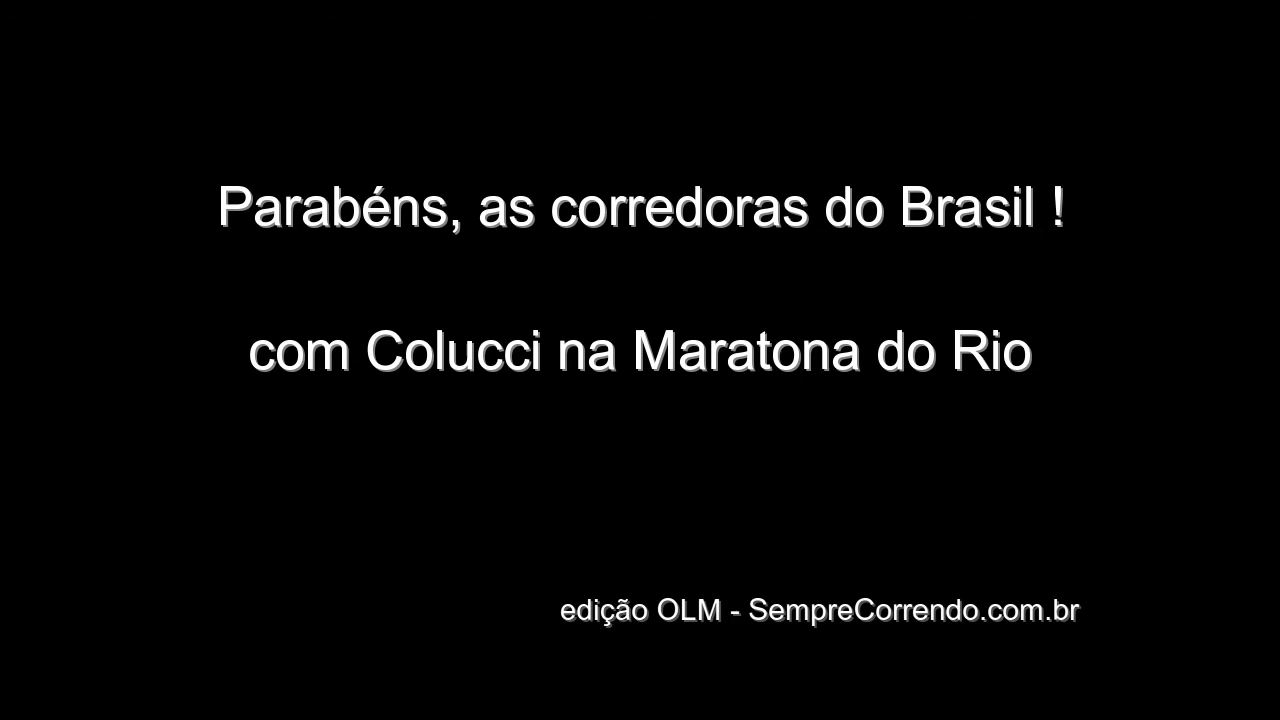 Parabéns, as corredoras do Brasil !
com Colucci na Maratona do Rio
edição OLM - SempreCorrendo.com.br